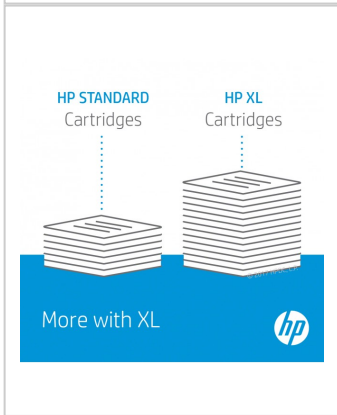 HP STANDARD
Cartridges
HP XL
Cartridges
More with XL
hp